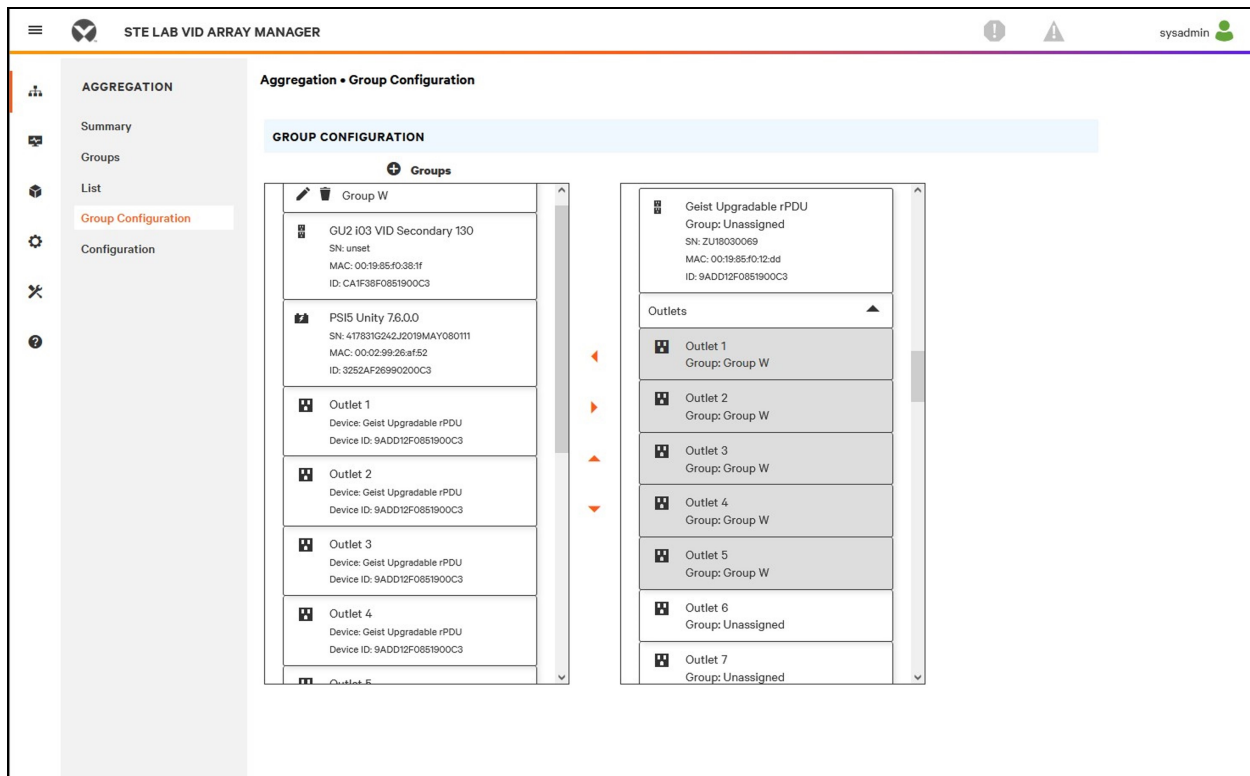 STE LAB VID ARRAY MANAGER
sysadmin
AGGREGATION
Summary
Groups
List
Group Configuration
Configuration
Aggregation • Group Configuration
GROUP CONFIGURATION
Groups
Group W
GU2 i03 VID Secondary 130
SN: unset
MAC: 00:19:85:f0:38:1f
ID: CA1F38F0851900C3
PSI5 Unity 7.6.0.0
SN: 417831G242J2019MAY080111
MAC: 00:02:99:26:af:52
ID: 3252AF26990200C3
Outlet 1
Device: Geist Upgradable rPDU
Device ID: 9ADD12F0851900C3
Outlet 2
Device: Geist Upgradable rPDU
Device ID: 9ADD12F0851900C3
Outlet 3
Device: Geist Upgradable rPDU
Device ID: 9ADD12F0851900C3
Outlet 4
Device: Geist Upgradable rPDU
Device ID: 9ADD12F0851900C3
Outlet 5
Geist Upgradable rPDU
Group: Unassigned
SN: ZU18030069
MAC: 00:19:85:f0:12:dd
ID: 9ADD12F0851900C3
Outlets
Outlet 1
Group: Group W
Outlet 2
Group: Group W
Outlet 3
Group: Group W
Outlet 4
Group: Group W
Outlet 5
Group: Group W
Outlet 6
Group: Unassigned
Outlet 7
Group: Unassigned